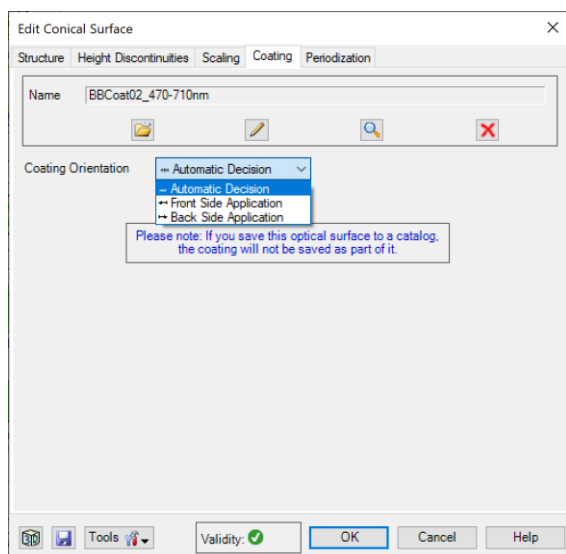 Edit Conical Surface
Structure Height Discontinuities Scaling Coating Periodization
Name BBCoat02_470-710nm
Coating Orientation Automatic Decision
Automatic Decision
Front Side Application
Back Side Application
Please note: If you save this optical surface to a catalog,
the coating will not be saved as part of it.
Tools Validity: OK Cancel Help